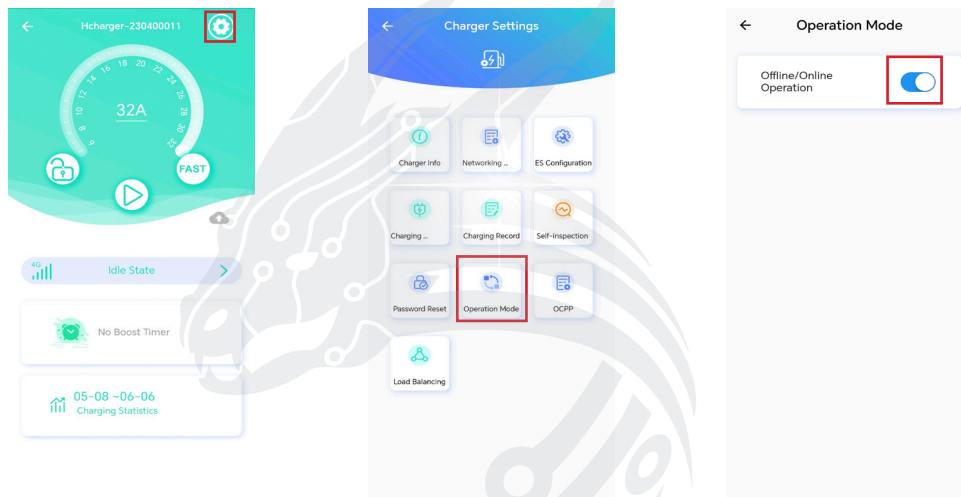 Hcharger-230400011
6 8 10 12 14 16 18 20 22 24 26 28 30 32
32A
FAST
4G
Idle State
No Boost Timer
05-08 ~06-06
Charging Statistics
Charger Settings
Charger Info
Networking ...
ES Configuration
Charging ...
Charging Record
Self-inspection
Password Reset
Operation Mode
OCPP
Load Balancing
Operation Mode
Offline/Online
Operation